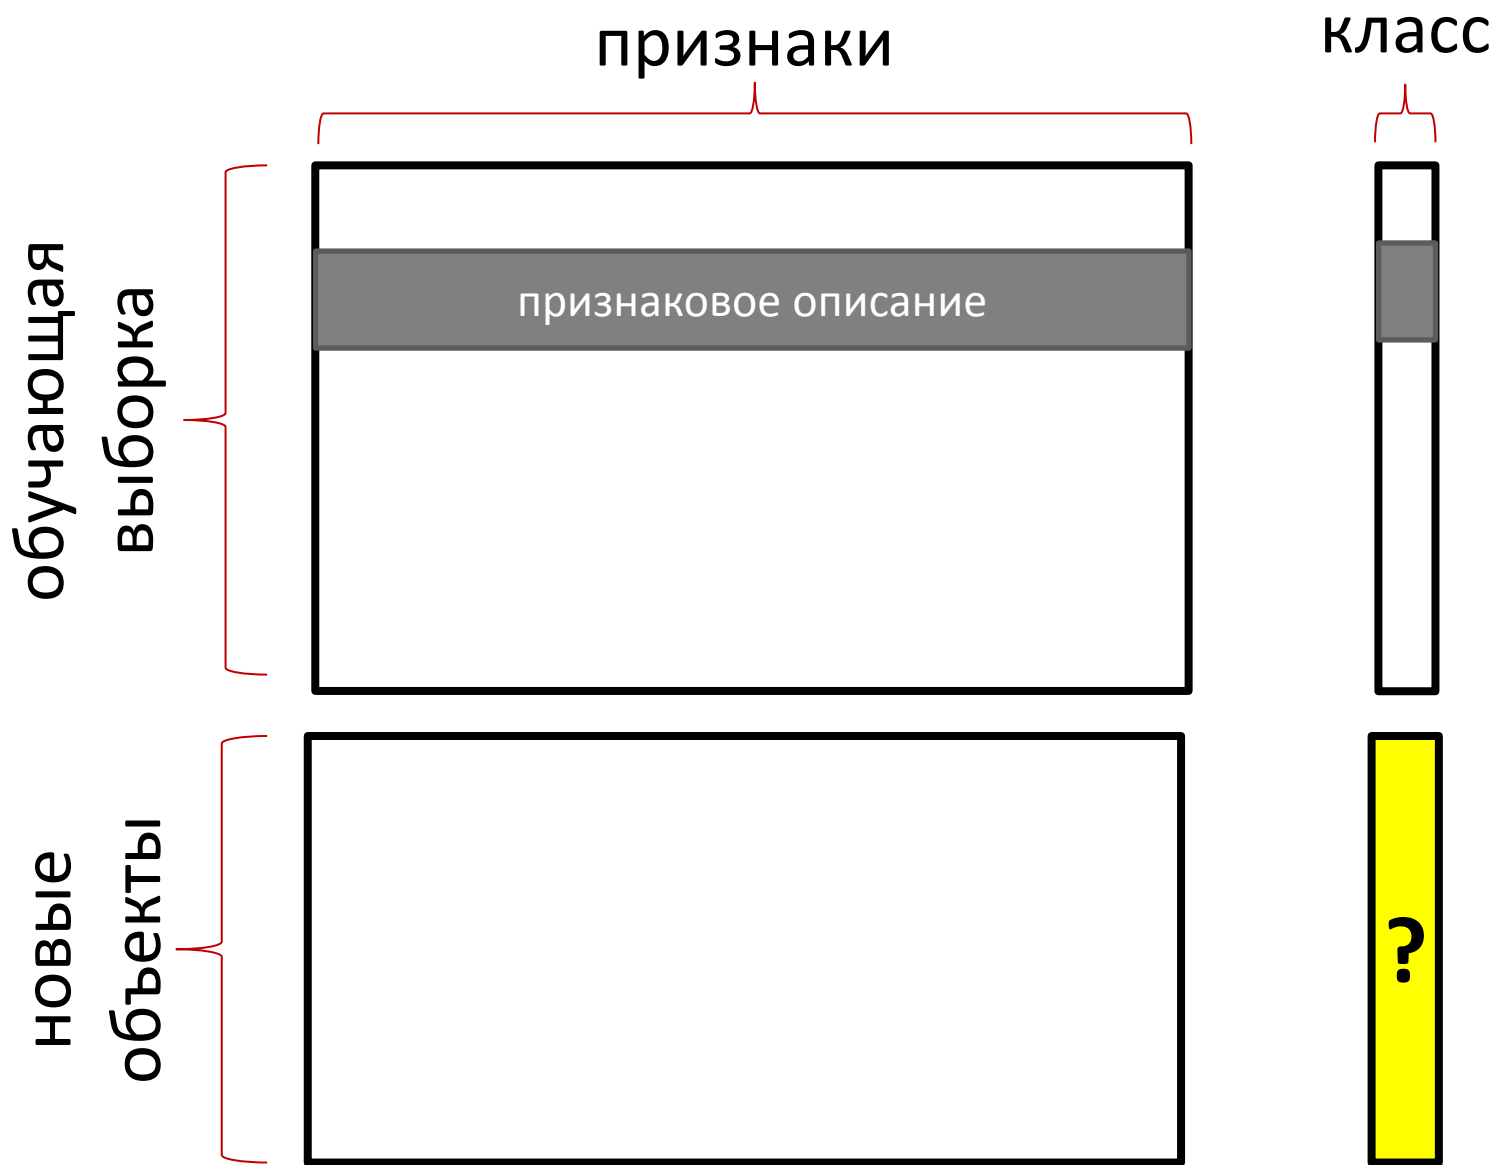 признаки
класс
обучающая
выборка
признаковое описание
новые
объекты
?